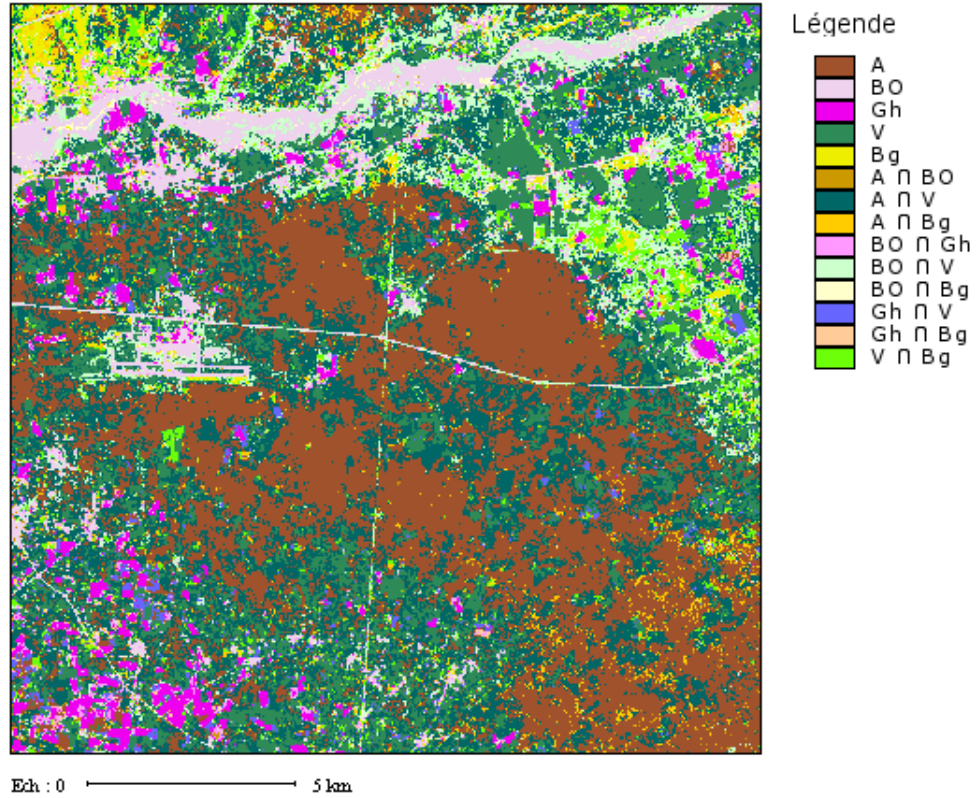 Légende
A
BO
Gh
V
Bg
A ∩ BO
A ∩ V
A ∩ Bg
BO ∩ Gh
BO ∩ V
BO ∩ Bg
Gh ∩ V
Gh ∩ Bg
V ∩ Bg
Ech : 0 5 km